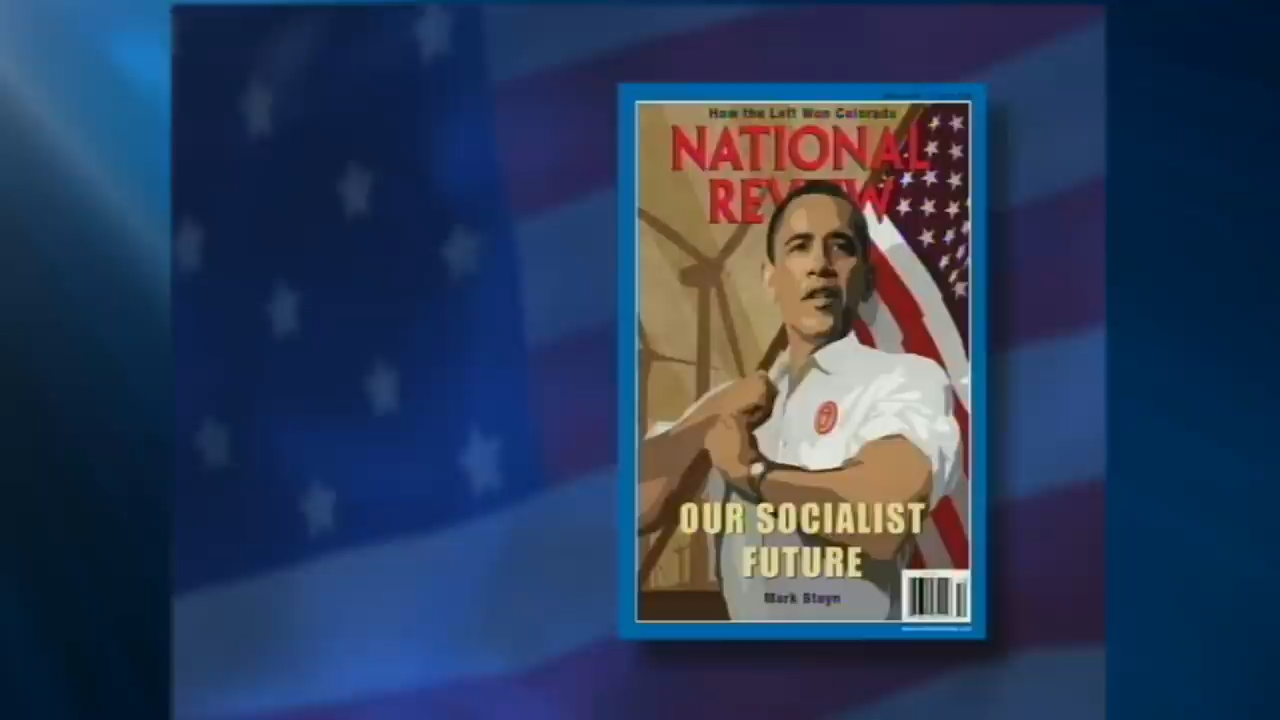 How the Left Won Colorado
NATIONAL
REVIEW
OUR SOCIALIST
FUTURE
Mark Steyn